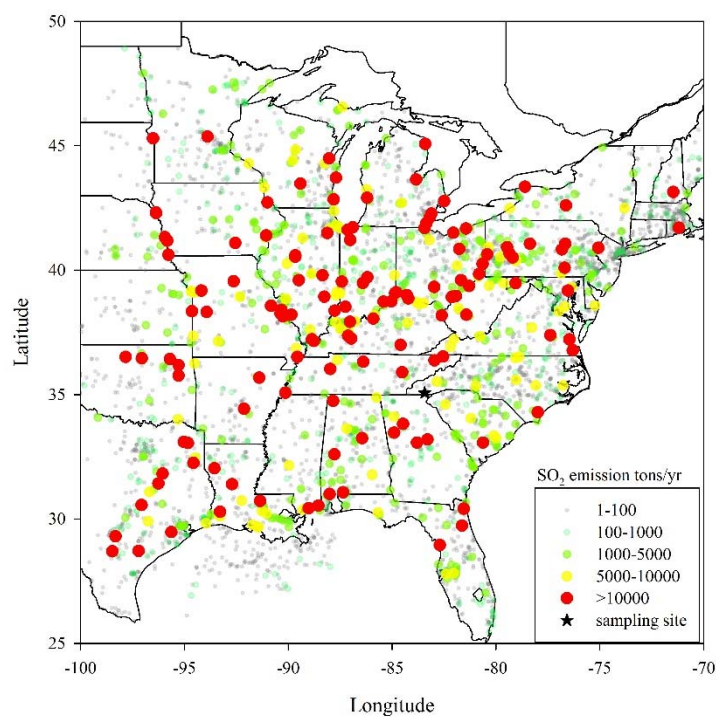 50
45
40
35
30
25
Latitude
SO₂ emission tons/yr
1-100
100-1000
1000-5000
5000-10000
>10000
sampling site
-100 -95 -90 -85 -80 -75 -70
Longitude